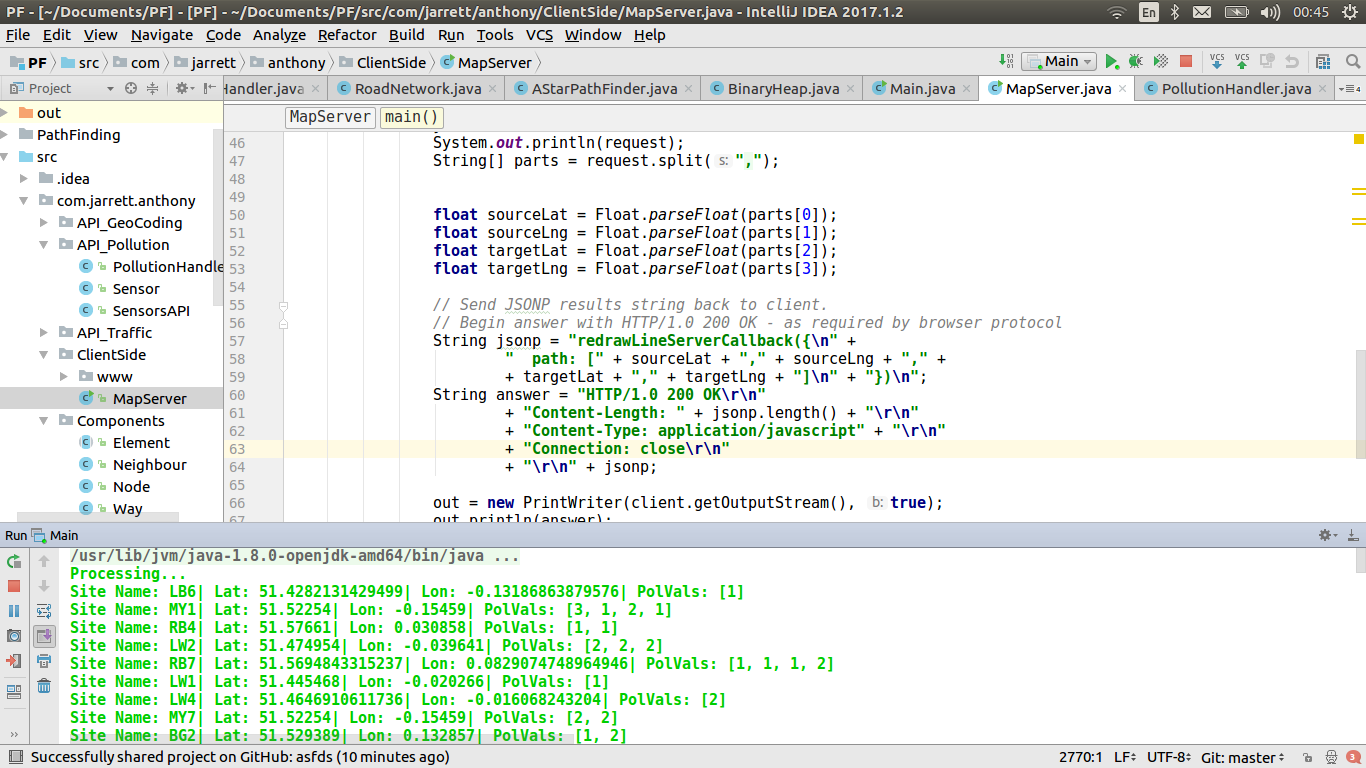 PF - [~/Documents/PF] - [PF] - ~/Documents/PF/src/com/jarrett/anthony/ClientSide/MapServer.java - IntelliJ IDEA 2017.1.2
En
00:45
File Edit View Navigate Code Analyze Refactor Build Run Tools VCS Window Help
PF src com jarrett anthony ClientSide MapServer
Main
VCS VCS
Project
Handler.java RoadNetwork.java AStarPathFinder.java BinaryHeap.java Main.java MapServer.java PollutionHandler.java
4
out
PathFinding
src
.idea
com.jarrett.anthony
API_GeoCoding
API_Pollution
PollutionHandle
Sensor
SensorsAPI
API_Traffic
ClientSide
www
MapServer
Components
Element
Neighbour
Node
Way
MapServer main()
46 System.out.println(request);
47 String[] parts = request.split( s: ",");
48
49
50 float sourceLat = Float.parseFloat(parts[0]);
51 float sourceLng = Float.parseFloat(parts[1]);
52 float targetLat = Float.parseFloat(parts[2]);
53 float targetLng = Float.parseFloat(parts[3]);
54
55 // Send JSONP results string back to client.
56 // Begin answer with HTTP/1.0 200 OK - as required by browser protocol
57 String jsonp = "redrawLineServerCallback({\n" +
58 "  path: [" + sourceLat + "," + sourceLng + "," +
59 + targetLat + "," + targetLng + "]\n" + "})\n";
60 String answer = "HTTP/1.0 200 OK\r\n"
61 + "Content-Length: " + jsonp.length() + "\r\n"
62 + "Content-Type: application/javascript" + "\r\n"
63 + "Connection: close\r\n"
64 + "\r\n" + jsonp;
65
66 out = new PrintWriter(client.getOutputStream(), b: true);
67 out.println(answer);
Run Main
/usr/lib/jvm/java-1.8.0-openjdk-amd64/bin/java ...
Processing...
Site Name: LB6| Lat: 51.4282131429499| Lon: -0.13186863879576| PolVals: [1]
Site Name: MY1| Lat: 51.52254| Lon: -0.15459| PolVals: [3, 1, 2, 1]
Site Name: RB4| Lat: 51.57661| Lon: 0.030858| PolVals: [1, 1]
Site Name: LW2| Lat: 51.474954| Lon: -0.039641| PolVals: [2, 2, 2]
Site Name: RB7| Lat: 51.5694843315237| Lon: 0.0829074748964946| PolVals: [1, 1, 1, 2]
Site Name: LW1| Lat: 51.445468| Lon: -0.020266| PolVals: [1]
Site Name: LW4| Lat: 51.4646910611736| Lon: -0.016068243204| PolVals: [2]
Site Name: MY7| Lat: 51.52254| Lon: -0.15459| PolVals: [2, 2]
Site Name: BG2| Lat: 51.529389| Lon: 0.132857| PolVals: [1, 2]
Successfully shared project on GitHub: asfds (10 minutes ago)
2770:1 LF UTF-8 Git: master 3